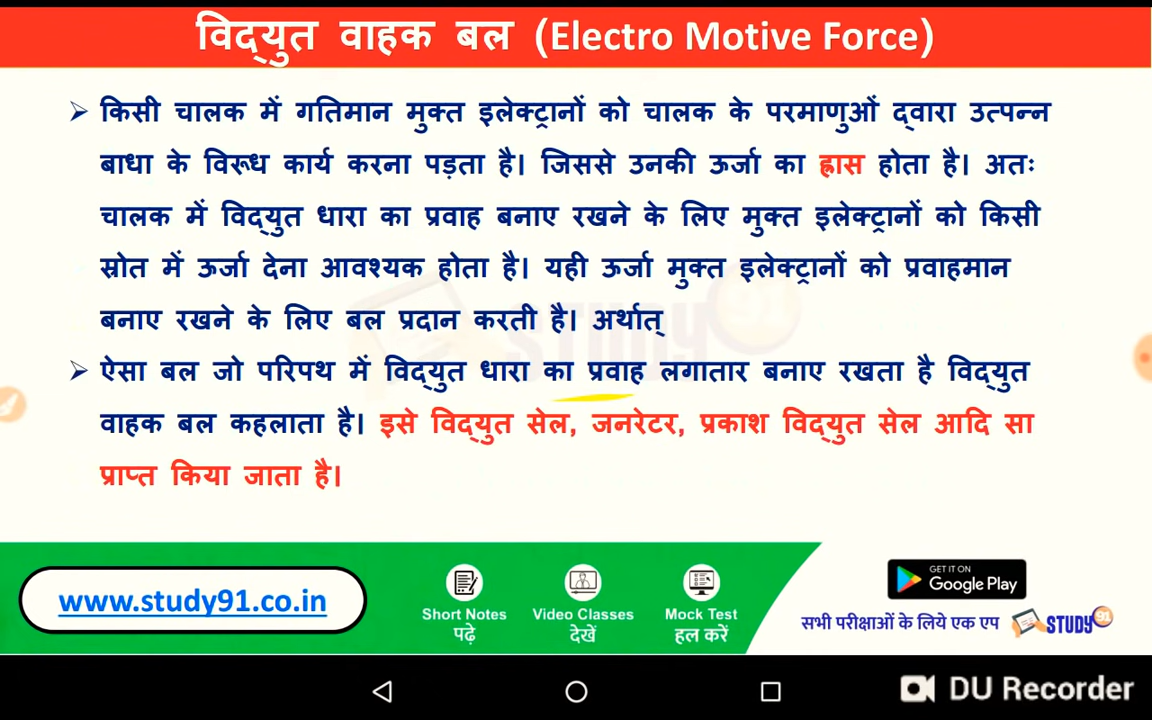 विद्युत वाहक बल (Electro Motive Force)
➢ किसी चालक में गतिमान मुक्त इलेक्ट्रानों को चालक के परमाणुओं द्वारा उत्पन्न
बाधा के विरूध कार्य करना पड़ता है। जिससे उनकी ऊर्जा का ह्रास होता है। अतः
चालक में विद्युत धारा का प्रवाह बनाए रखने के लिए मुक्त इलेक्ट्रानों को किसी
स्रोत में ऊर्जा देना आवश्यक होता है। यही ऊर्जा मुक्त इलेक्ट्रानों को प्रवाहमान
बनाए रखने के लिए बल प्रदान करती है। अर्थात्
➢ ऐसा बल जो परिपथ में विद्युत धारा का प्रवाह लगातार बनाए रखता है विद्युत
वाहक बल कहलाता है। इसे विद्युत सेल, जनरेटर, प्रकाश विद्युत सेल आदि सा
प्राप्त किया जाता है।
STUDY 91
www.study91.co.in
Short Notes
पढ़े
Video Classes
देखें
Mock Test
हल करें
GET IT ON
Google Play
सभी परीक्षाओं के लिये एक एप STUDY 91
DU Recorder